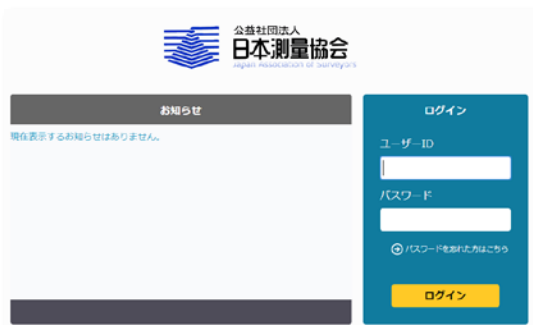 公益社団法人
日本測量協会
Japan Association of Surveyors
お知らせ
現在表示するお知らせはありません。
ログイン
ユーザーID
パスワード
パスワードを忘れた方はこちら
ログイン